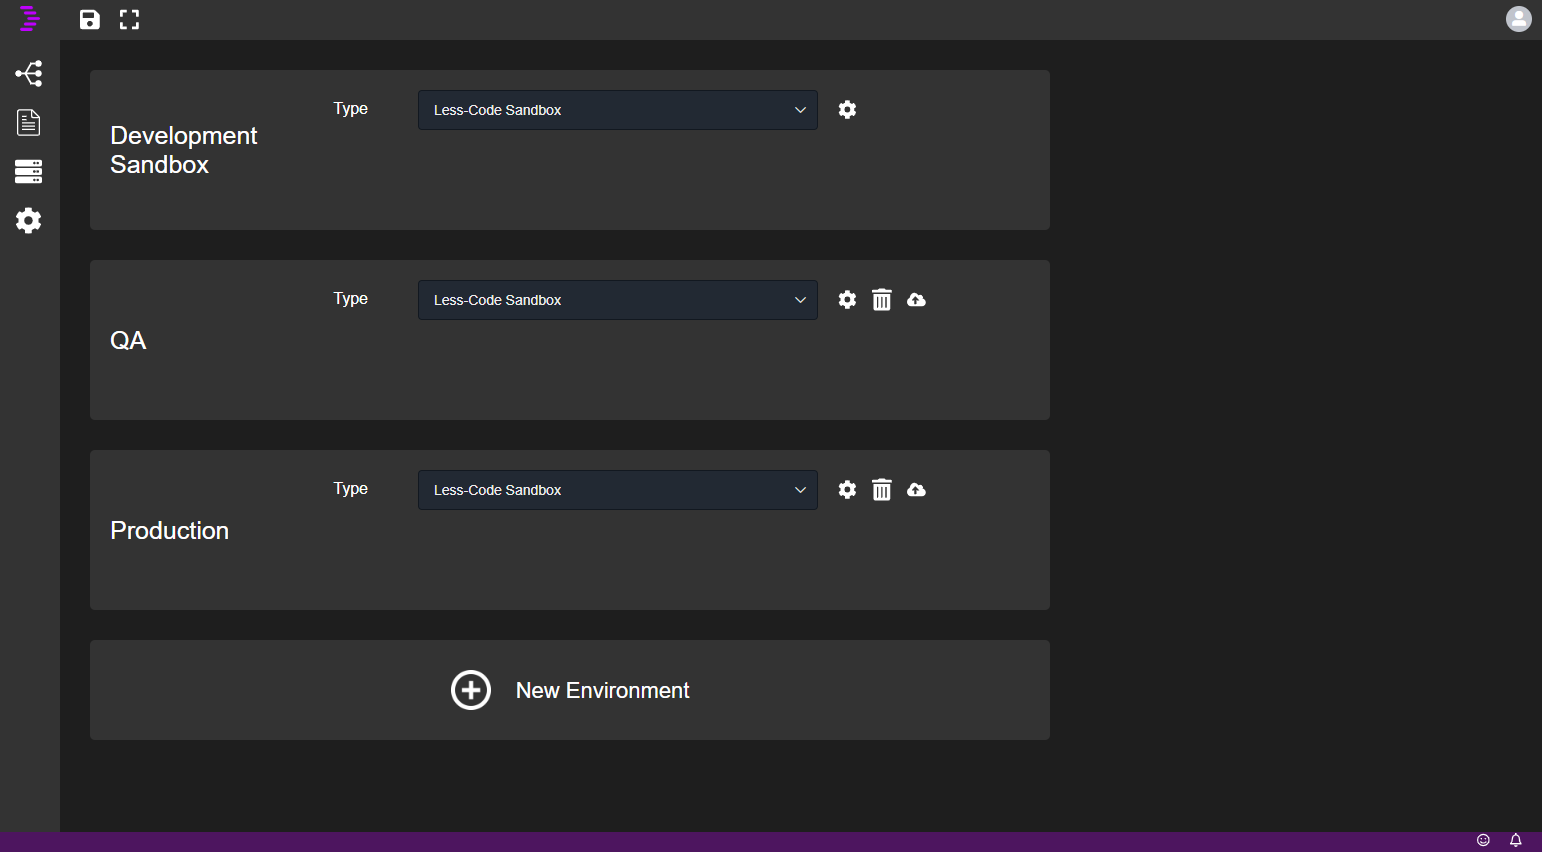 Type
Less-Code Sandbox
Development
Sandbox
Type
Less-Code Sandbox
QA
Type
Less-Code Sandbox
Production
New Environment